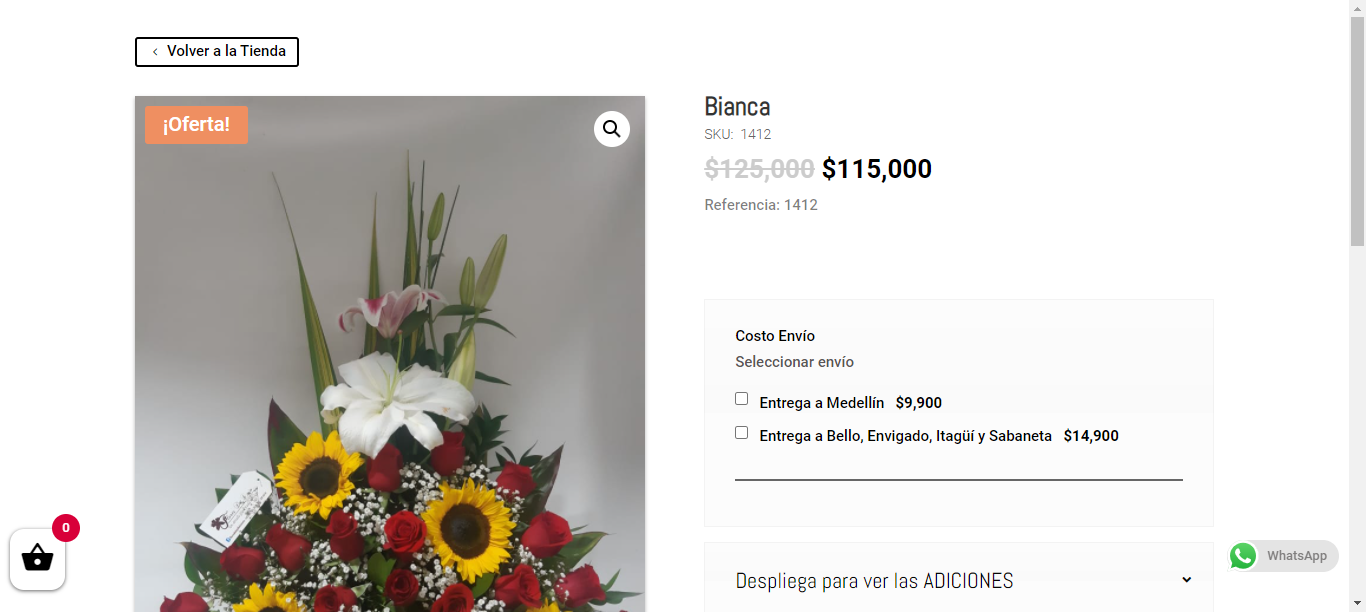 Volver a la Tienda
¡Oferta!
Bianca
SKU: 1412
$125,000 $115,000
Referencia: 1412
Costo Envío
Seleccionar envío
Entrega a Medellín $9,900
Entrega a Bello, Envigado, Itagüí y Sabaneta $14,900
Despliega para ver las ADICIONES
0
WhatsApp